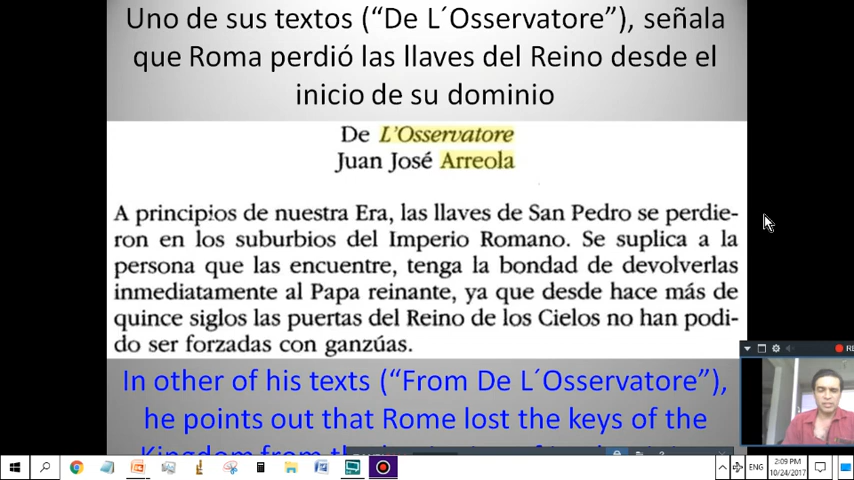 Uno de sus textos (“De L´Osservatore”), señala
que Roma perdió las llaves del Reino desde el
inicio de su dominio
De L’Osservatore
Juan José Arreola
A principios de nuestra Era, las llaves de San Pedro se perdie-
ron en los suburbios del Imperio Romano. Se suplica a la
persona que las encuentre, tenga la bondad de devolverlas
inmediatamente al Papa reinante, ya que desde hace más de
quince siglos las puertas del Reino de los Cielos no han podi-
do ser forzadas con ganzúas.
In other of his texts (“From De L´Osservatore”),
he points out that Rome lost the keys of the
Kingdom from
ENG
2:09 PM
10/24/2017